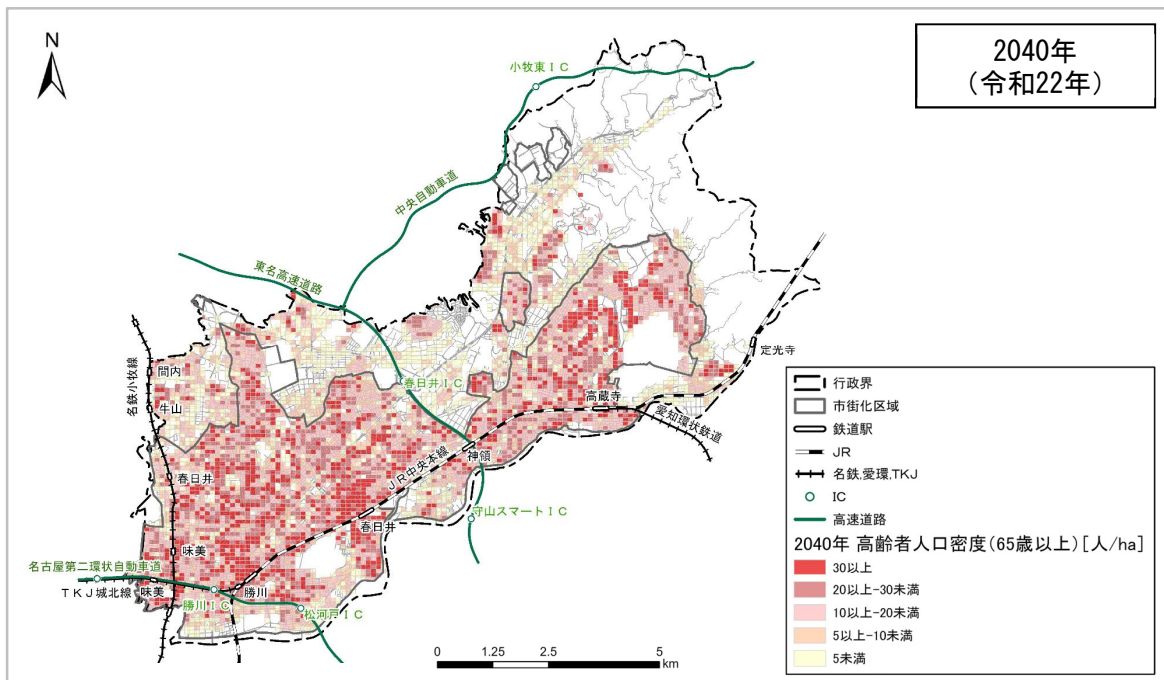 2040年
(令和22年)
N
小牧東IC
中央自動車道
東名高速道路
名鉄小牧線
間内
牛山
春日井IC
定光寺
高蔵寺
愛知環状鉄道
JR中央本線
神領
春日井
春日井
守山スマートIC
味美
名古屋第二環状自動車道
TKJ城北線
味美
勝川IC
勝川
松河戸IC
0 1.25 2.5 5
km
行政界
市街化区域
鉄道駅
JR
名鉄,愛環,TKJ
IC
高速道路
2040年 高齢者人口密度(65歳以上)[人/ha]
30以上
20以上-30未満
10以上-20未満
5以上-10未満
5未満